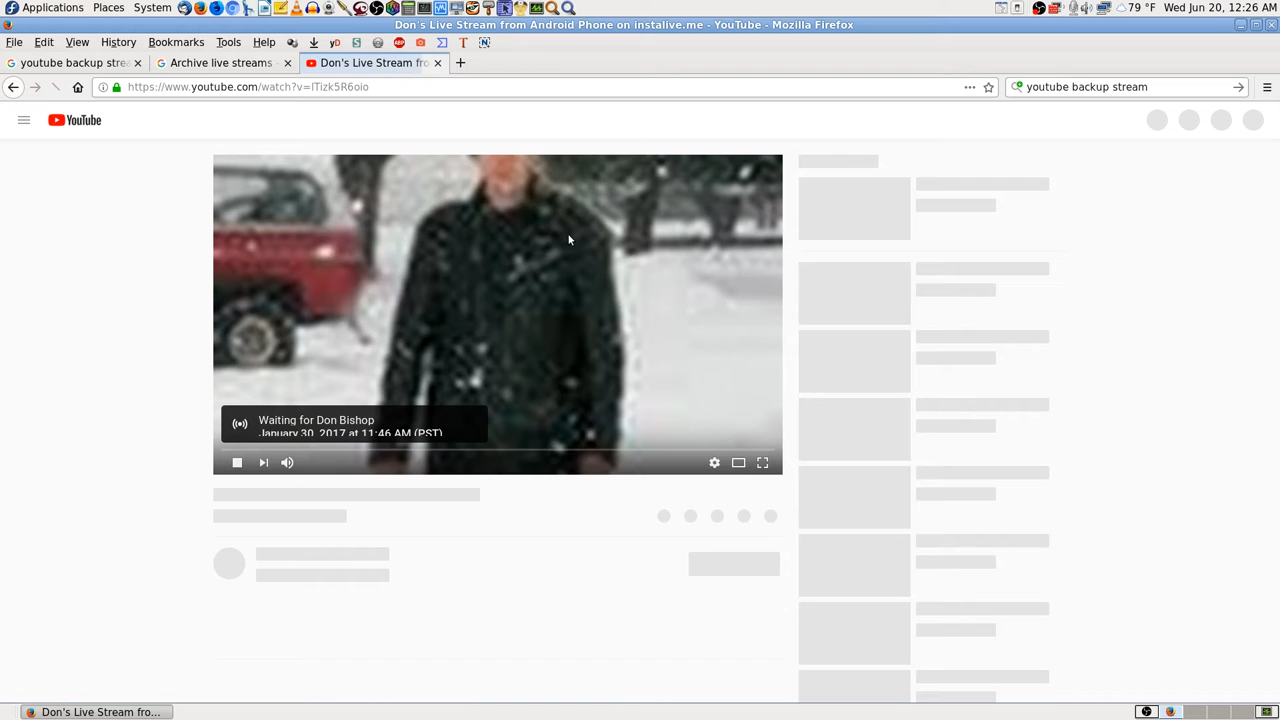 Applications Places System 79 °F Wed Jun 20, 12:26 AM
Don's Live Stream from Android Phone on instalive.me - YouTube - Mozilla Firefox
File Edit View History Bookmarks Tools Help
youtube backup stre Archive live streams - Don's Live Stream fro
https://www.youtube.com/watch?v=lTizk5R6oio youtube backup stream
YouTube
Waiting for Don Bishop
January 30, 2017 at 11:46 AM (PST)
Don's Live Stream fro...